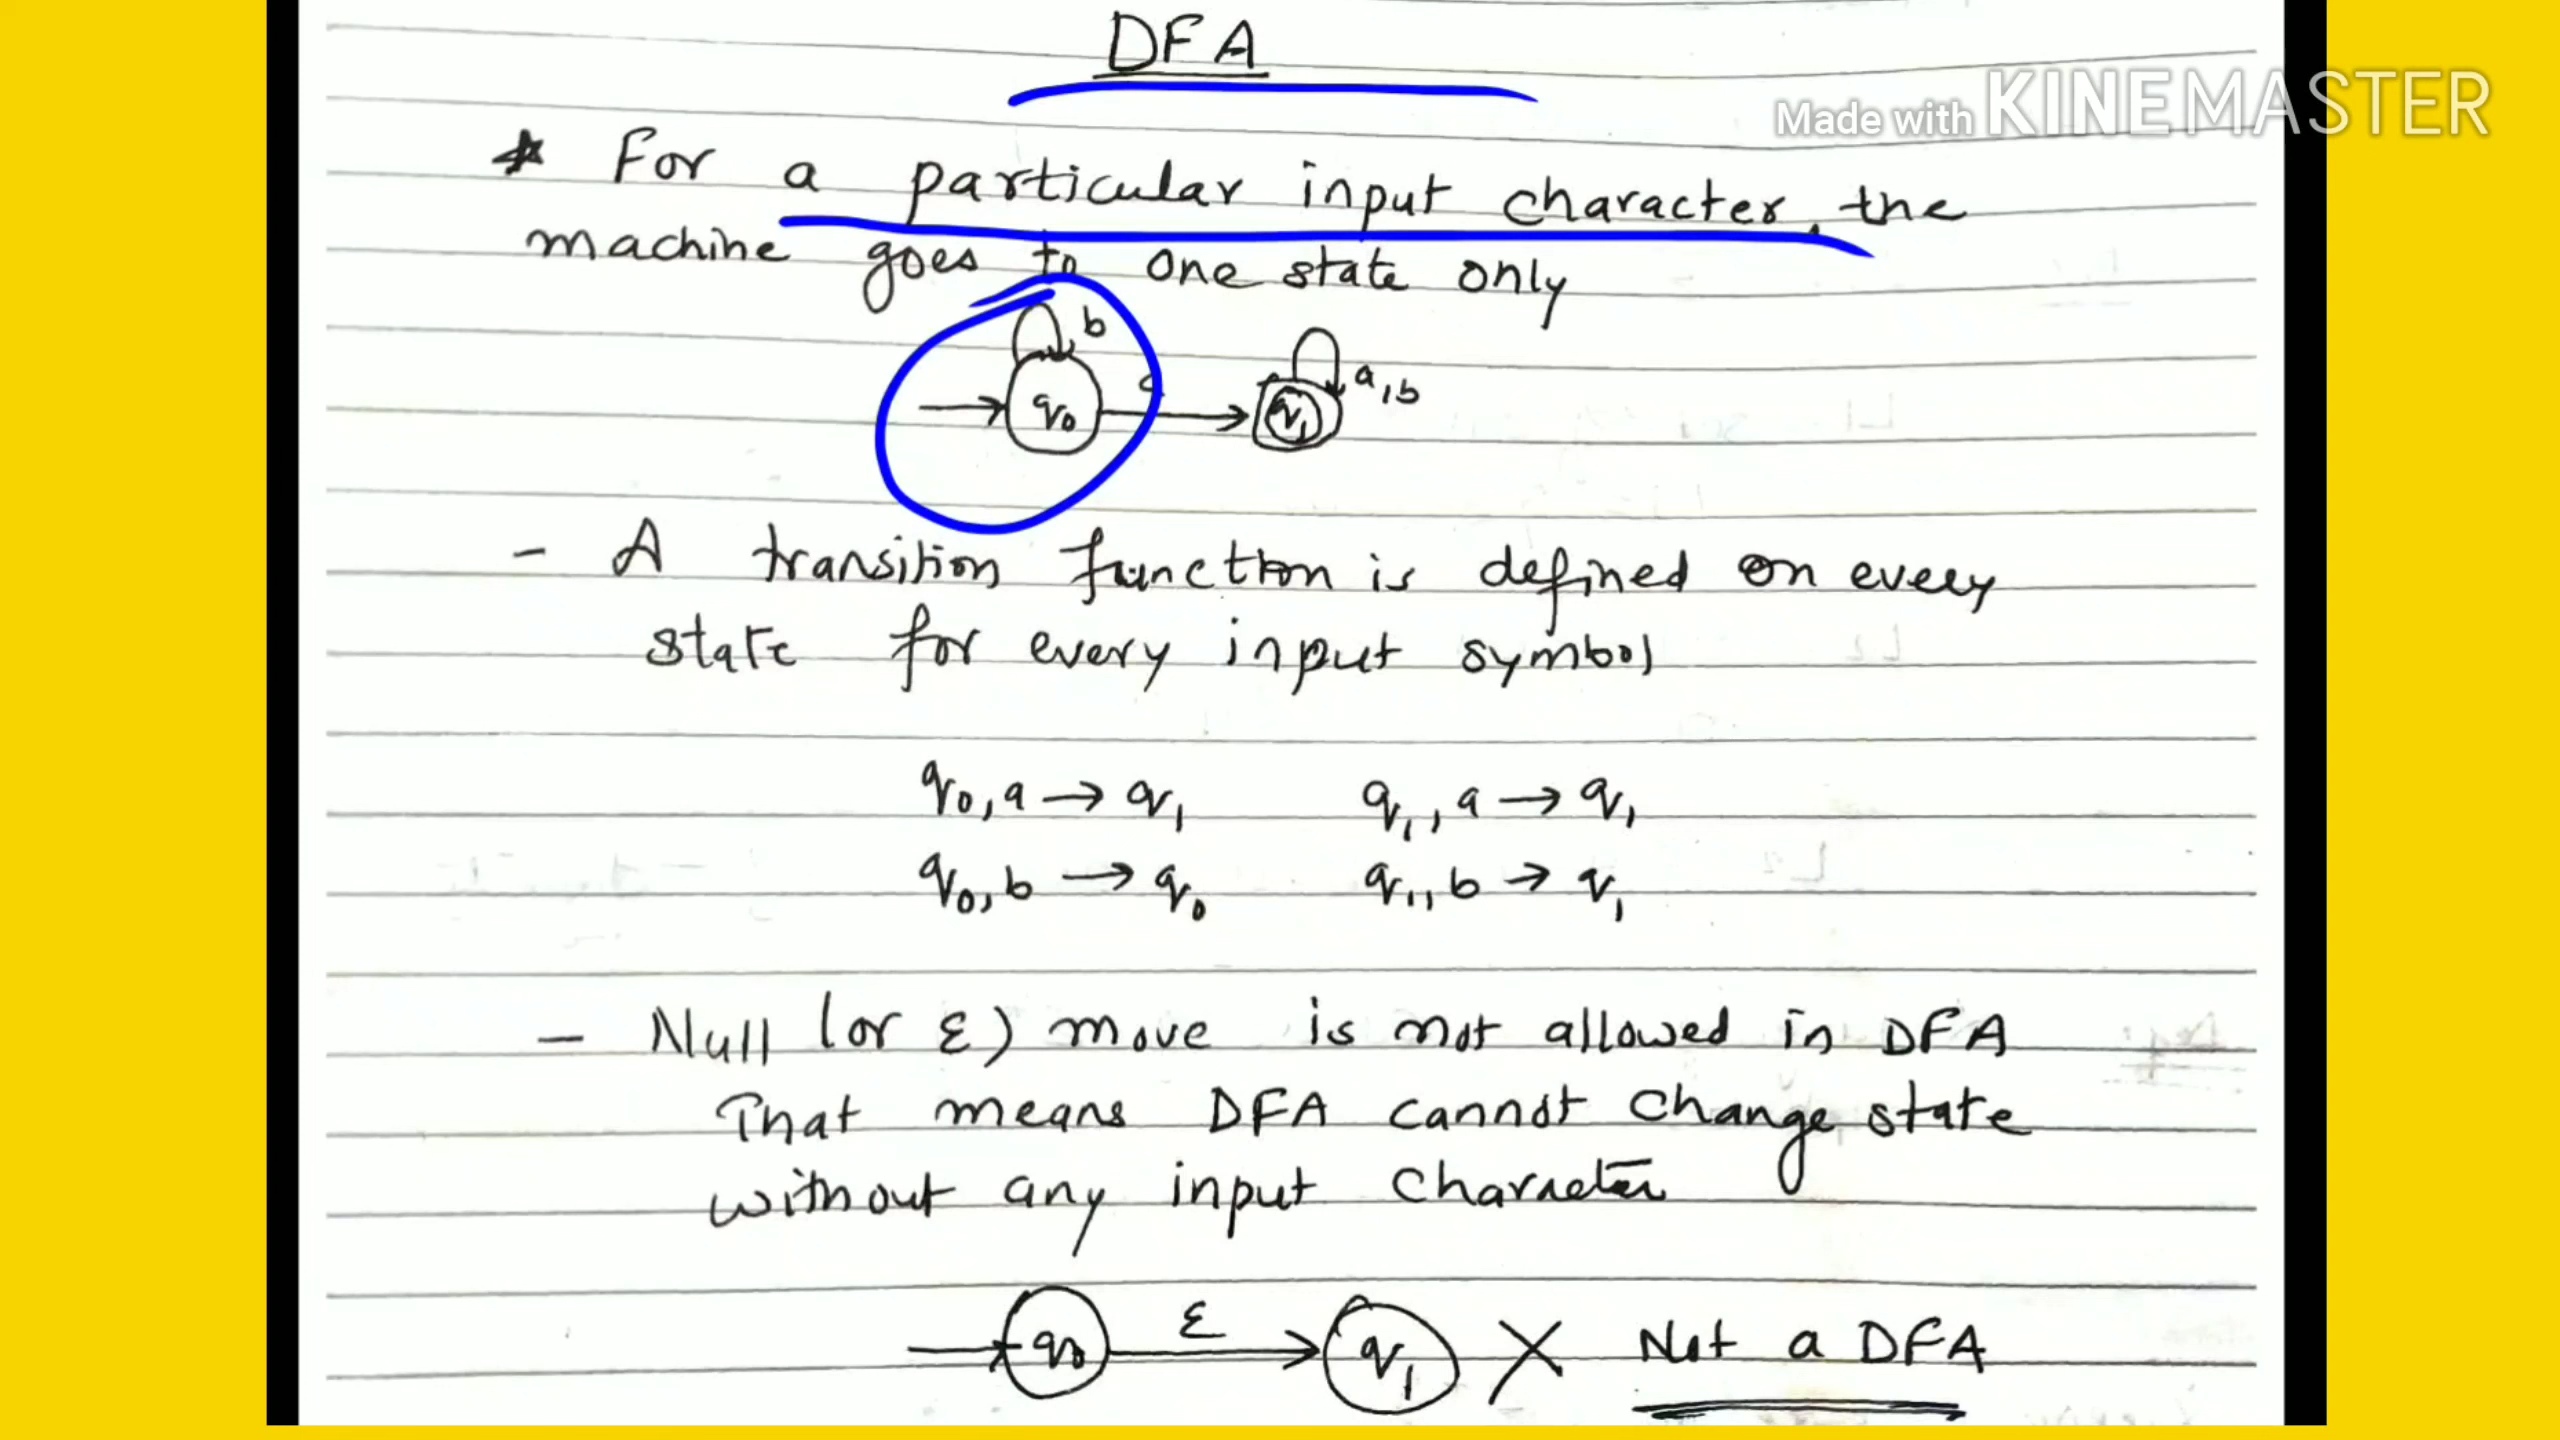 DFA
Made with KINEMASTER
* For a particular input character, the
machine goes to one state only
b
a,b
q0
q1
- A transition function is defined on every
state for every input symbol
q0, a → q1 q1, a → q1
q0, b → q0 q1, b → q1
- Null (or ε) move is not allowed in DFA
That means DFA cannot change state
without any input character
q0 ε q1 X Not a DFA